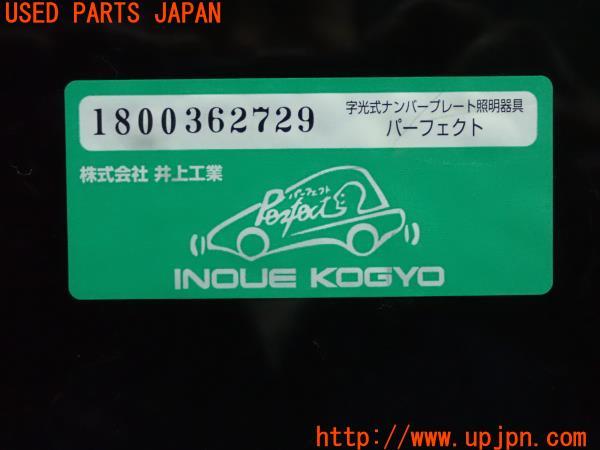 USED PARTS JAPAN
1800362729
字光式ナンバープレート照明器具
パーフェクト
株式会社 井上工業
パーフェクト
Perfect
INOUE KOGYO
http://www.upjpn.com/